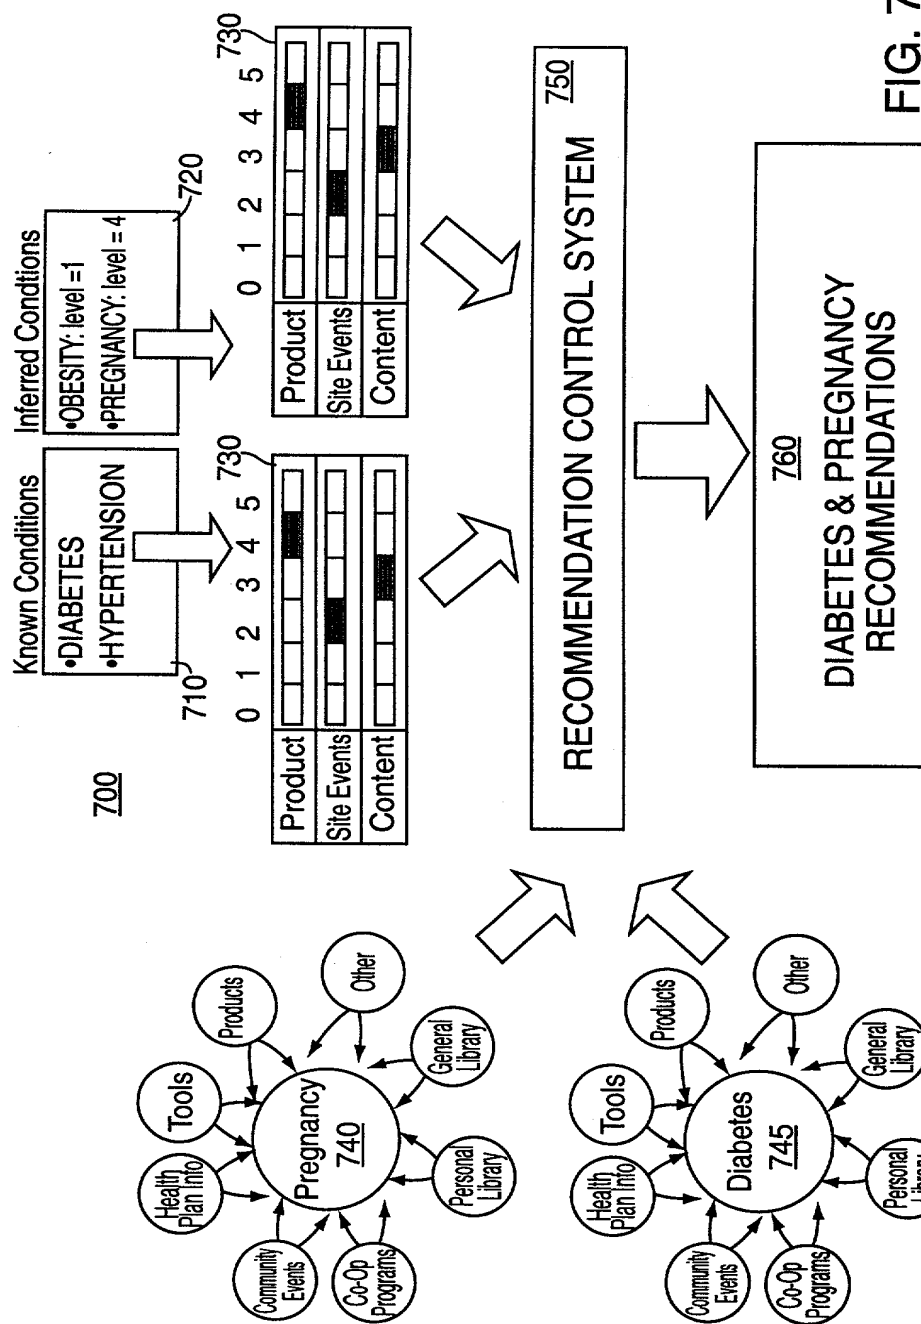 700
Known Conditions
•DIABETES
•HYPERTENSION
710
Inferred Condtions
•OBESITY: level =1
•PREGNANCY: level = 4
720
0 1 2 3 4 5
730
Product
Site Events
Content
0 1 2 3 4 5
730
Product
Site Events
Content
Health Plan Info
Tools
Products
Other
General Library
Personal Library
Co-Op Programs
Community Events
Pregnancy
740
Health Plan Info
Tools
Products
Other
General Library
Personal
Co-Op Programs
Community Events
Diabetes
745
RECOMMENDATION CONTROL SYSTEM
750
760
DIABETES & PREGNANCY
RECOMMENDATIONS
FIG. 7